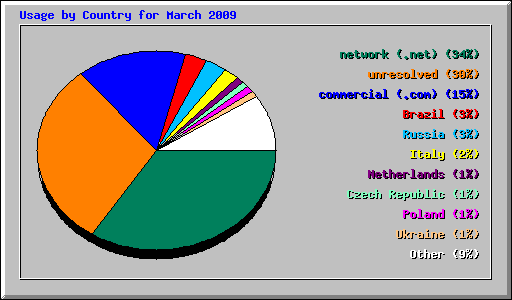 Usage by Country for March 2009
network (.net) (34%)
unresolved (30%)
commercial (.com) (15%)
Brazil (3%)
Russia (3%)
Italy (2%)
Netherlands (1%)
Czech Republic (1%)
Poland (1%)
Ukraine (1%)
Other (9%)